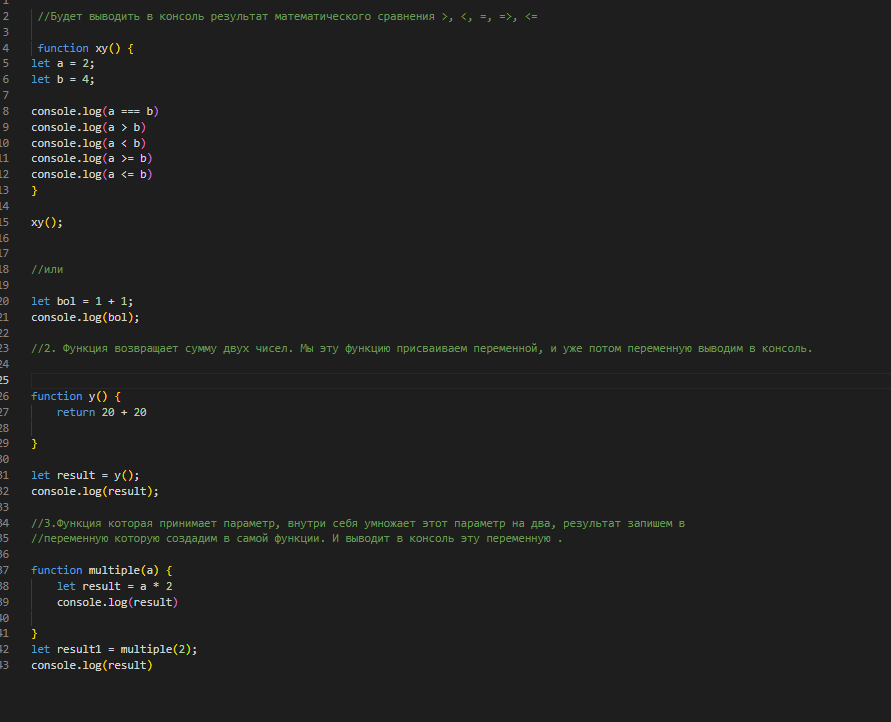 1
2 //Будет выводить в консоль результат математического сравнения >, <, =, =>, <=
3
4 function xy() {
5 let a = 2;
6 let b = 4;
7
8 console.log(a === b)
9 console.log(a > b)
10 console.log(a < b)
11 console.log(a >= b)
12 console.log(a <= b)
13 }
14
15 xy();
16
17
18 //или
19
20 let bol = 1 + 1;
21 console.log(bol);
22
23 //2. Функция возвращает сумму двух чисел. Мы эту функцию присваиваем переменной, и уже потом переменную выводим в консоль.
24
25
26 function y() {
27 return 20 + 20
28
29 }
30
31 let result = y();
32 console.log(result);
33
34 //3.Функция которая принимает параметр, внутри себя умножает этот параметр на два, результат запишем в
35 //переменную которую создадим в самой функции. И выводит в консоль эту переменную .
36
37 function multiple(a) {
38 let result = a * 2
39 console.log(result)
40
41 }
42 let result1 = multiple(2);
43 console.log(result)